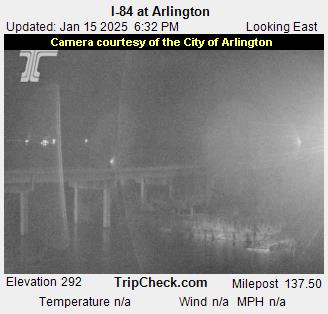 I-84 at Arlington
Updated: Jan 15 2025 6:32 PM Looking East
Camera courtesy of the City of Arlington
Elevation 292 TripCheck.com Milepost 137.50
Temperature n/a Wind n/a MPH n/a